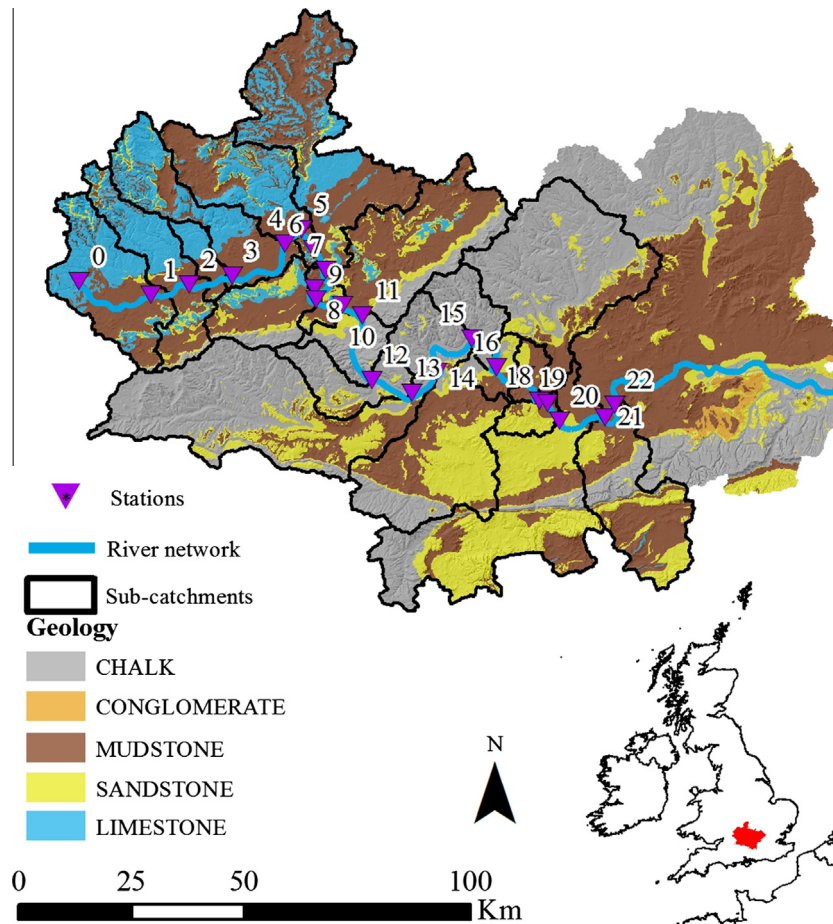 5
4
6
7
0
3
2
1
9
11
8
15
10
16
12
13
18
14
19
20
22
21
* Stations
River network
Sub-catchments
Geology
CHALK
CONGLOMERATE
MUDSTONE
SANDSTONE
LIMESTONE
N
0 25 50 100
Km